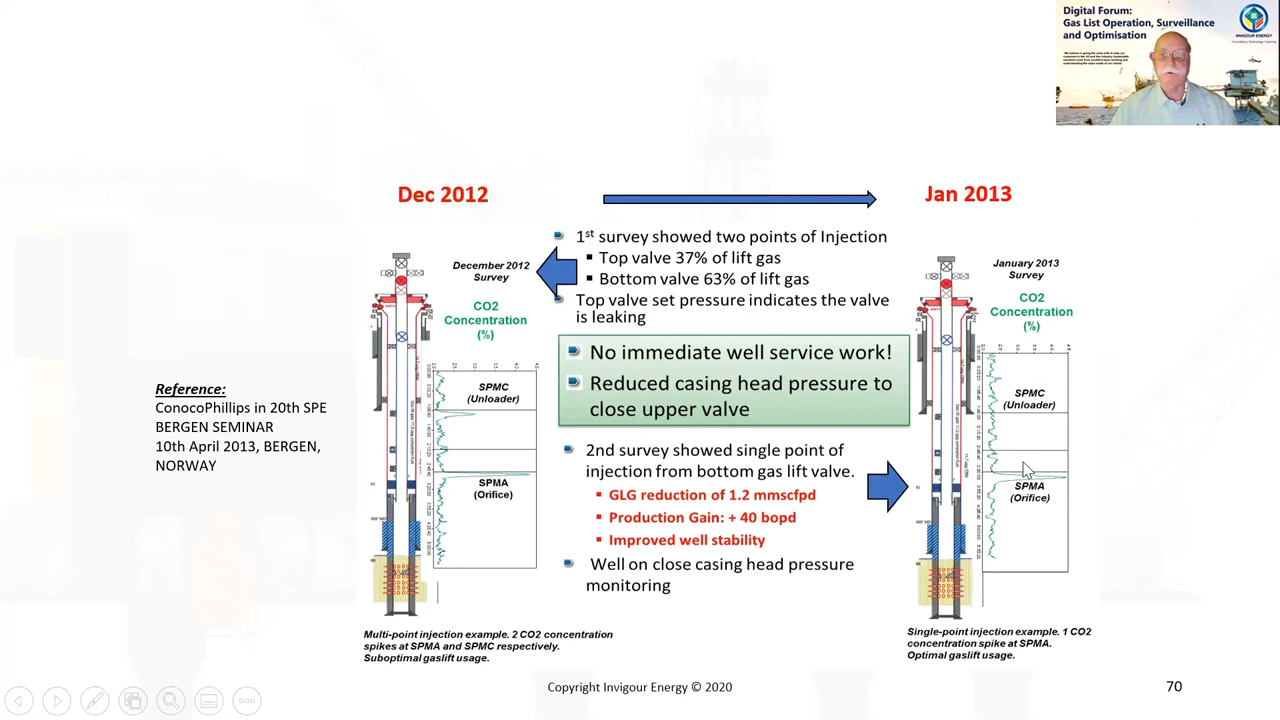 Digital Forum:
Gas List Operation, Surveillance
and Optimisation
INVIGOUR ENERGY
Dec 2012
Jan 2013
1st survey showed two points of Injection
Top valve 37% of lift gas
Bottom valve 63% of lift gas
Top valve set pressure indicates the valve
is leaking
No immediate well service work!
Reduced casing head pressure to
close upper valve
2nd survey showed single point of
injection from bottom gas lift valve.
GLG reduction of 1.2 mmscfpd
Production Gain: + 40 bopd
Improved well stability
Well on close casing head pressure
monitoring
December 2012
Survey
CO2
Concentration
(%)
SPMC
(Unloader)
SPMA
(Orifice)
January 2013
Survey
CO2
Concentration
(%)
SPMC
(Unloader)
SPMA
(Orifice)
Reference:
ConocoPhillips in 20th SPE
BERGEN SEMINAR
10th April 2013, BERGEN,
NORWAY
Multi-point injection example. 2 CO2 concentration
spikes at SPMA and SPMC respectively.
Suboptimal gaslift usage.
Single-point injection example. 1 CO2
concentration spike at SPMA.
Optimal gaslift usage.
Copyright Invigour Energy © 2020
70